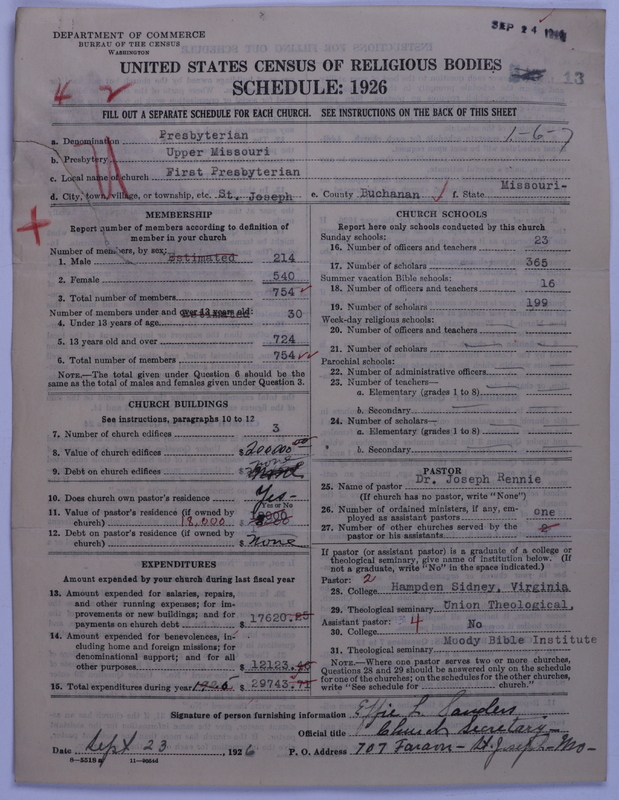 DEPARTMENT OF COMMERCE
BUREAU OF THE CENSUS
WASHINGTON
SEP 24 1926
UNITED STATES CENSUS OF RELIGIOUS BODIES
13
SCHEDULE: 1926
4 2
FILL OUT A SEPARATE SCHEDULE FOR EACH CHURCH. SEE INSTRUCTIONS ON THE BACK OF THIS SHEET
a. Denomination Presbyterian
1-6-7
b. Presbytery Upper Missouri
c. Local name of church First Presbyterian
d. City, town, village, or township, etc. St. Joseph e. County Buchanan f. State Missouri-
MEMBERSHIP
Report number of members according to definition of member in your church
Number of members, by sex:
1. Male Estimated 214
2. Female 540
3. Total number of members 754
Number of members under and over 13 years old:
4. Under 13 years of age 30
5. 13 years old and over 724
6. Total number of members 754
NOTE.—The total given under Question 6 should be same as the total of males and females given under Question 3.
CHURCH BUILDINGS
See instructions, paragraphs 10 to 12
7. Number of church edifices 3
8. Value of church edifices $200000.00
9. Debt on church edifices $ none
10. Does church own pastor's residence Yes-
(Yes or No)
11. Value of pastor's residence (if owned by church) 18,000 $
12. Debt on pastor's residence (if owned by church) $ None
EXPENDITURES
Amount expended by your church during last fiscal year
13. Amount expended for salaries, repairs, and other running expenses; for improvements or new buildings; and for payments on church debt $ 17620.25
14. Amount expended for benevolences, including home and foreign missions; for denominational support; and for all other purposes $ 12123.46
15. Total expenditures during year 1925 $ 29743.71
CHURCH SCHOOLS
Report here only schools conducted by this church
Sunday schools:
16. Number of officers and teachers 23
17. Number of scholars 365
Summer vacation Bible schools:
18. Number of officers and teachers 16
19. Number of scholars 199
Week-day religious schools:
20. Number of officers and teachers
21. Number of scholars
Parochial schools:
22. Number of administrative officers
23. Number of teachers—
a. Elementary (grades 1 to 8)
b. Secondary
24. Number of scholars—
a. Elementary (grades 1 to 8)
b. Secondary
PASTOR
25. Name of pastor Dr. Joseph Rennie
(If church has no pastor, write "None")
26. Number of ordained ministers, if any, employed as assistant pastors one
27. Number of other churches served by the pastor or his assistants
If pastor (or assistant pastor) is a graduate of a college or theological seminary, give name of institution below. (If not a graduate, write "No" in the space indicated.)
Pastor: 2
28. College Hampden Sidney, Virginia
29. Theological seminary Union Theological,
Assistant pastor: 4
30. College No
31. Theological seminary Moody Bible Institute
NOTE.—Where one pastor serves two or more churches, Questions 28 and 29 should be answered only on the schedule for one of the churches; on the schedules for the other churches, write "See schedule for church."
Signature of person furnishing information Effie L. Sanders
Official title Church Secretary-
Date Sept 23, 1926 P. O. Address 707 Faraon - St. Joseph - Mo-